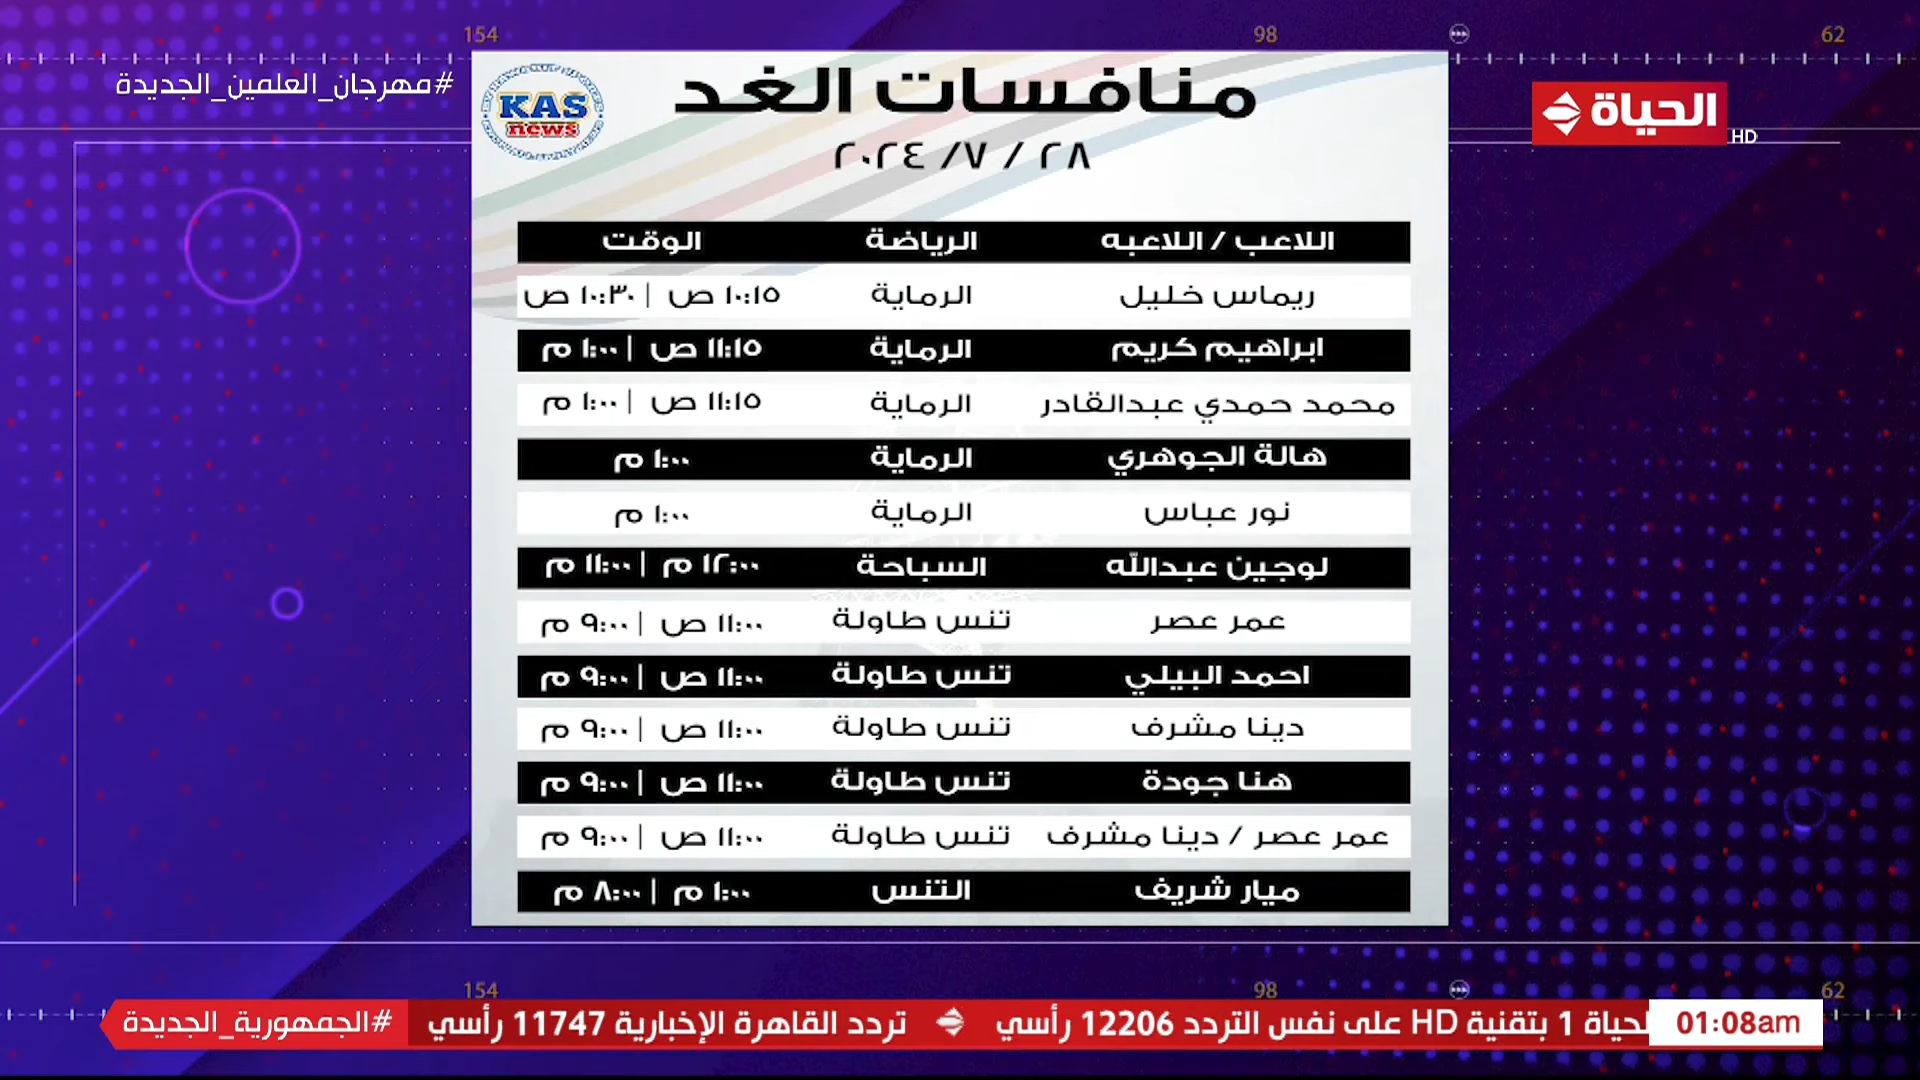 154 98 62
#مهرجان_العلمين_الجديدة
KAS
news
منافسات الغد
٢٨ / ٧/ ٢٠٢٤
الحياة
HD
اللاعب / اللاعبه الرياضة الوقت
ريماس خليل الرماية ١٠:١٥ ص | ١٠:٣٠ ص
ابراهيم كريم الرماية ١١:١٥ ص | ١:٠٠ م
محمد حمدي عبدالقادر الرماية ١١:١٥ ص | ١:٠٠ م
هالة الجوهري الرماية ١:٠٠ م
نور عباس الرماية ١:٠٠ م
لوجين عبدالله السباحة ١٢:٠٠ م | ١١:٠٠ م
عمر عصر تنس طاولة ١١:٠٠ ص | ٩:٠٠ م
احمد البيلي تنس طاولة ١١:٠٠ ص | ٩:٠٠ م
دينا مشرف تنس طاولة ١١:٠٠ ص | ٩:٠٠ م
هنا جودة تنس طاولة ١١:٠٠ ص | ٩:٠٠ م
عمر عصر / دينا مشرف تنس طاولة ١١:٠٠ ص | ٩:٠٠ م
ميار شريف التنس ١:٠٠ م | ٨:٠٠ م
154 98 62
01:08am لحياة 1 بتقنية HD على نفس التردد 12206 رأسي تردد القاهرة الإخبارية 11747 رأسي #الجمهورية_الجديدة